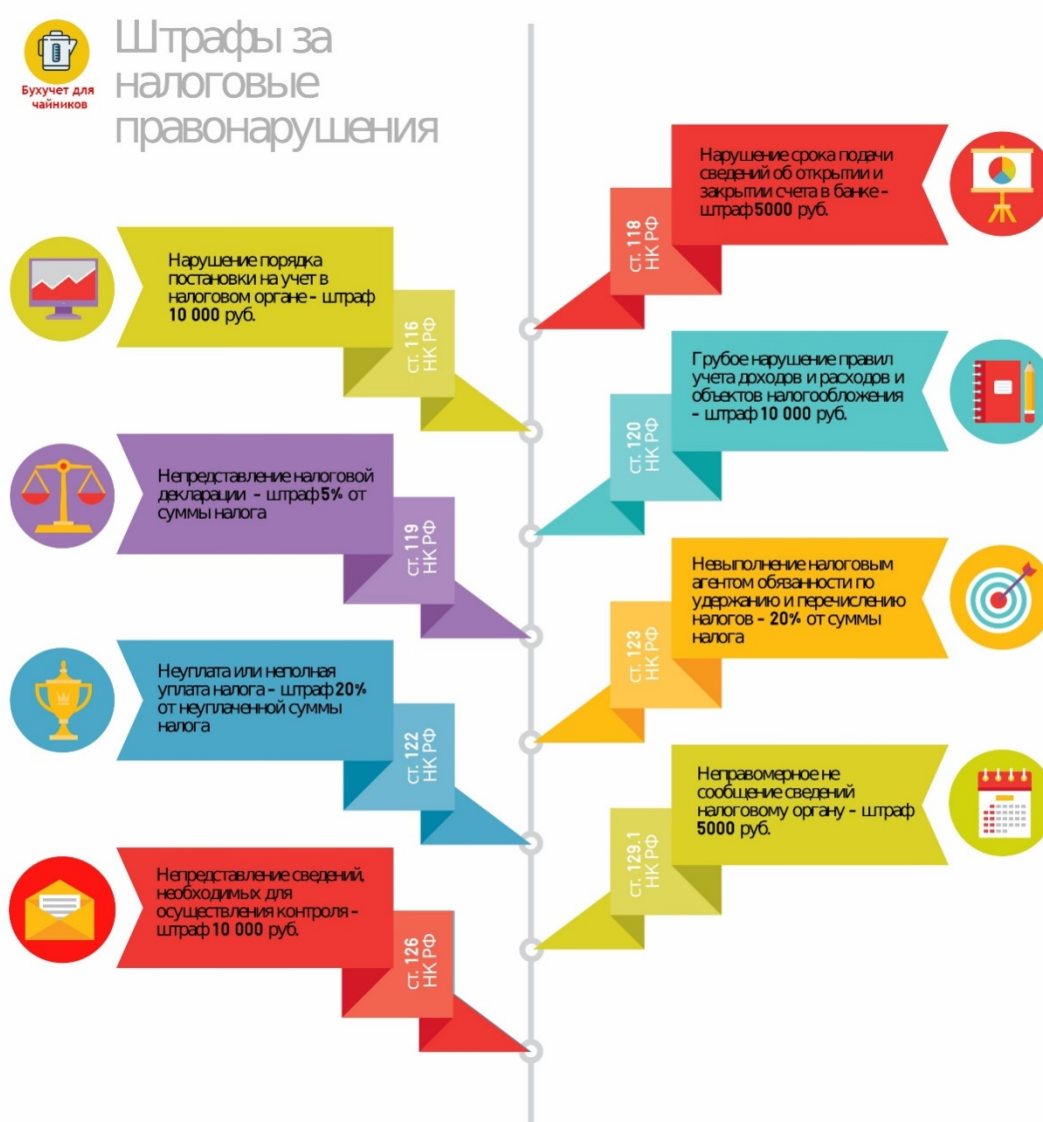 Штрафы за
налоговые
правонарушения
Бухучет для
чайников
Нарушение срока подачи
сведений об открытии и
закрытии счета в банке –
штраф 5000 руб.
ст. 118
НК РФ
Нарушение порядка
постановки на учет в
налоговом органе – штраф
10 000 руб.
ст. 116
НК РФ
Грубое нарушение правил
учета доходов и расходов и
объектов налогообложения
– штраф 10 000 руб.
ст. 120
НК РФ
Непредставление налоговой
декларации – штраф 5% от
суммы налога
ст. 119
НК РФ
Невыполнение налоговым
агентом обязанности по
удержанию и перечислению
налогов – 20% от суммы
налога
ст. 123
НК РФ
Неуплата или неполная
уплата налога – штраф 20%
от неуплаченной суммы
налога
ст. 122
НК РФ
Неправомерное не
сообщение сведений
налоговому органу – штраф
5000 руб.
ст. 129.1
НК РФ
Непредставление сведений,
необходимых для
осуществления контроля –
штраф 10 000 руб.
ст. 126
НК РФ